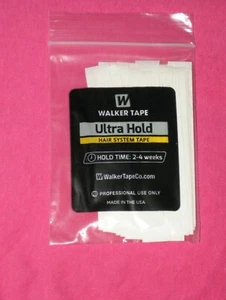 W
WALKER TAPE
Ultra Hold
HAIR SYSTEM TAPE
HOLD TIME: 2-4 weeks
WalkerTapeCo.com
PROFESSIONAL USE ONLY
MADE IN THE USA